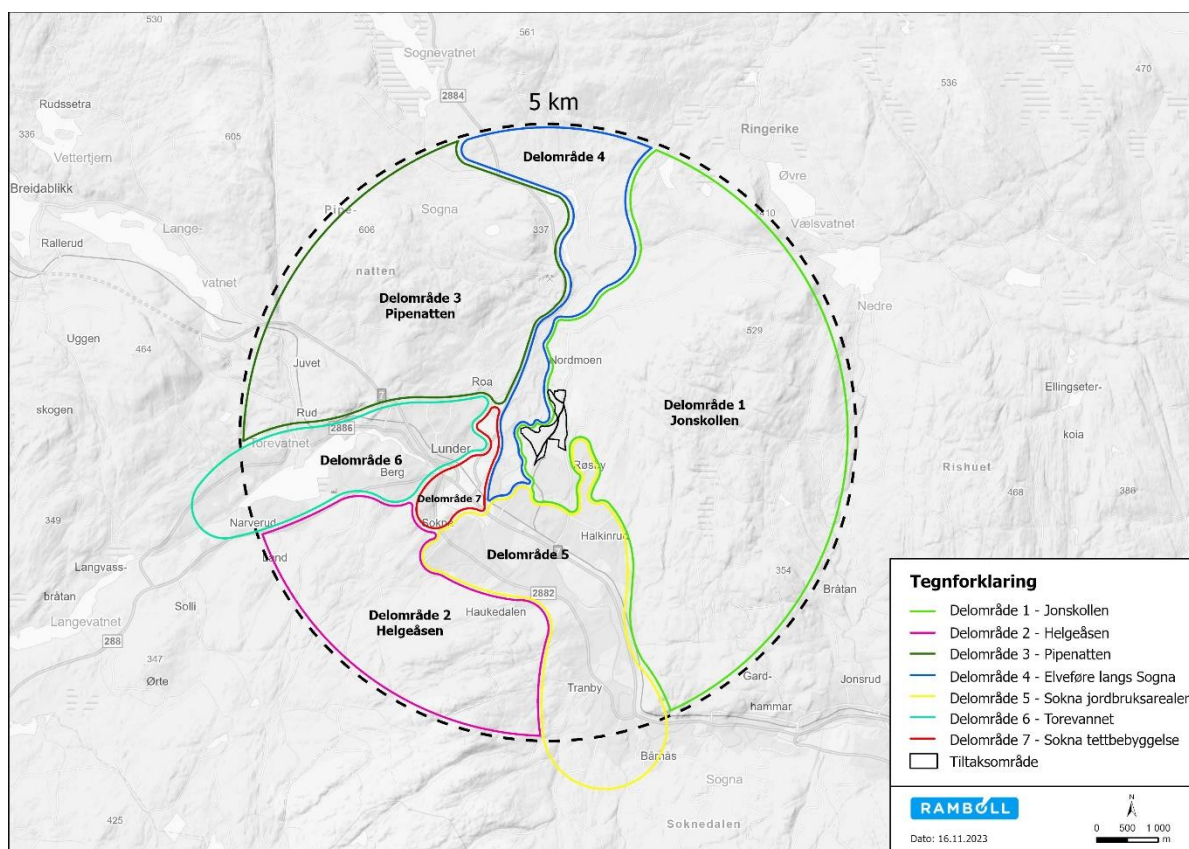 530
561
Sognevatnet
470
Rudssetra
2884
5 km
536
336
605
Ringerike
Vettertjern
Delområde 4
Øvre
Breidablikk
Pipe-
Sogna
410
Vælsvatnet
Lange-
606
337
Rallerud
natten
vatnet
Delområde 3
Pipenatten
Nedre
529
Uggen
464
Nordmoen
Juvet
Ellingseter-
skogen
Roa
7
koia
Rud
Delområde 1
Jonskollen
2886
Torevatnet
Lunder
Delområde 6
Berg
Røsby
Rishuet
468
386
Delområde 7
349
Narverud
Sokna
Halkinrud
Land
Delområde 5
Langvass-
bråtan
354
Bråtan
Solli
2882
Langevatnet
Delområde 2
Helgeåsen
Haukedalen
288
347
Ørte
Tranby
Gard-
hammar
Jonsrud
Bårnås
Sogna
425
Soknedalen
Tegnforklaring
Delområde 1 - Jonskollen
Delområde 2 - Helgeåsen
Delområde 3 - Pipenatten
Delområde 4 - Elveføre langs Sogna
Delområde 5 - Sokna jordbruksarealer
Delområde 6 - Torevannet
Delområde 7 - Sokna tettbebyggelse
Tiltaksområde
RAMBOLL
N
Dato: 16.11.2023
0 500 1 000
m